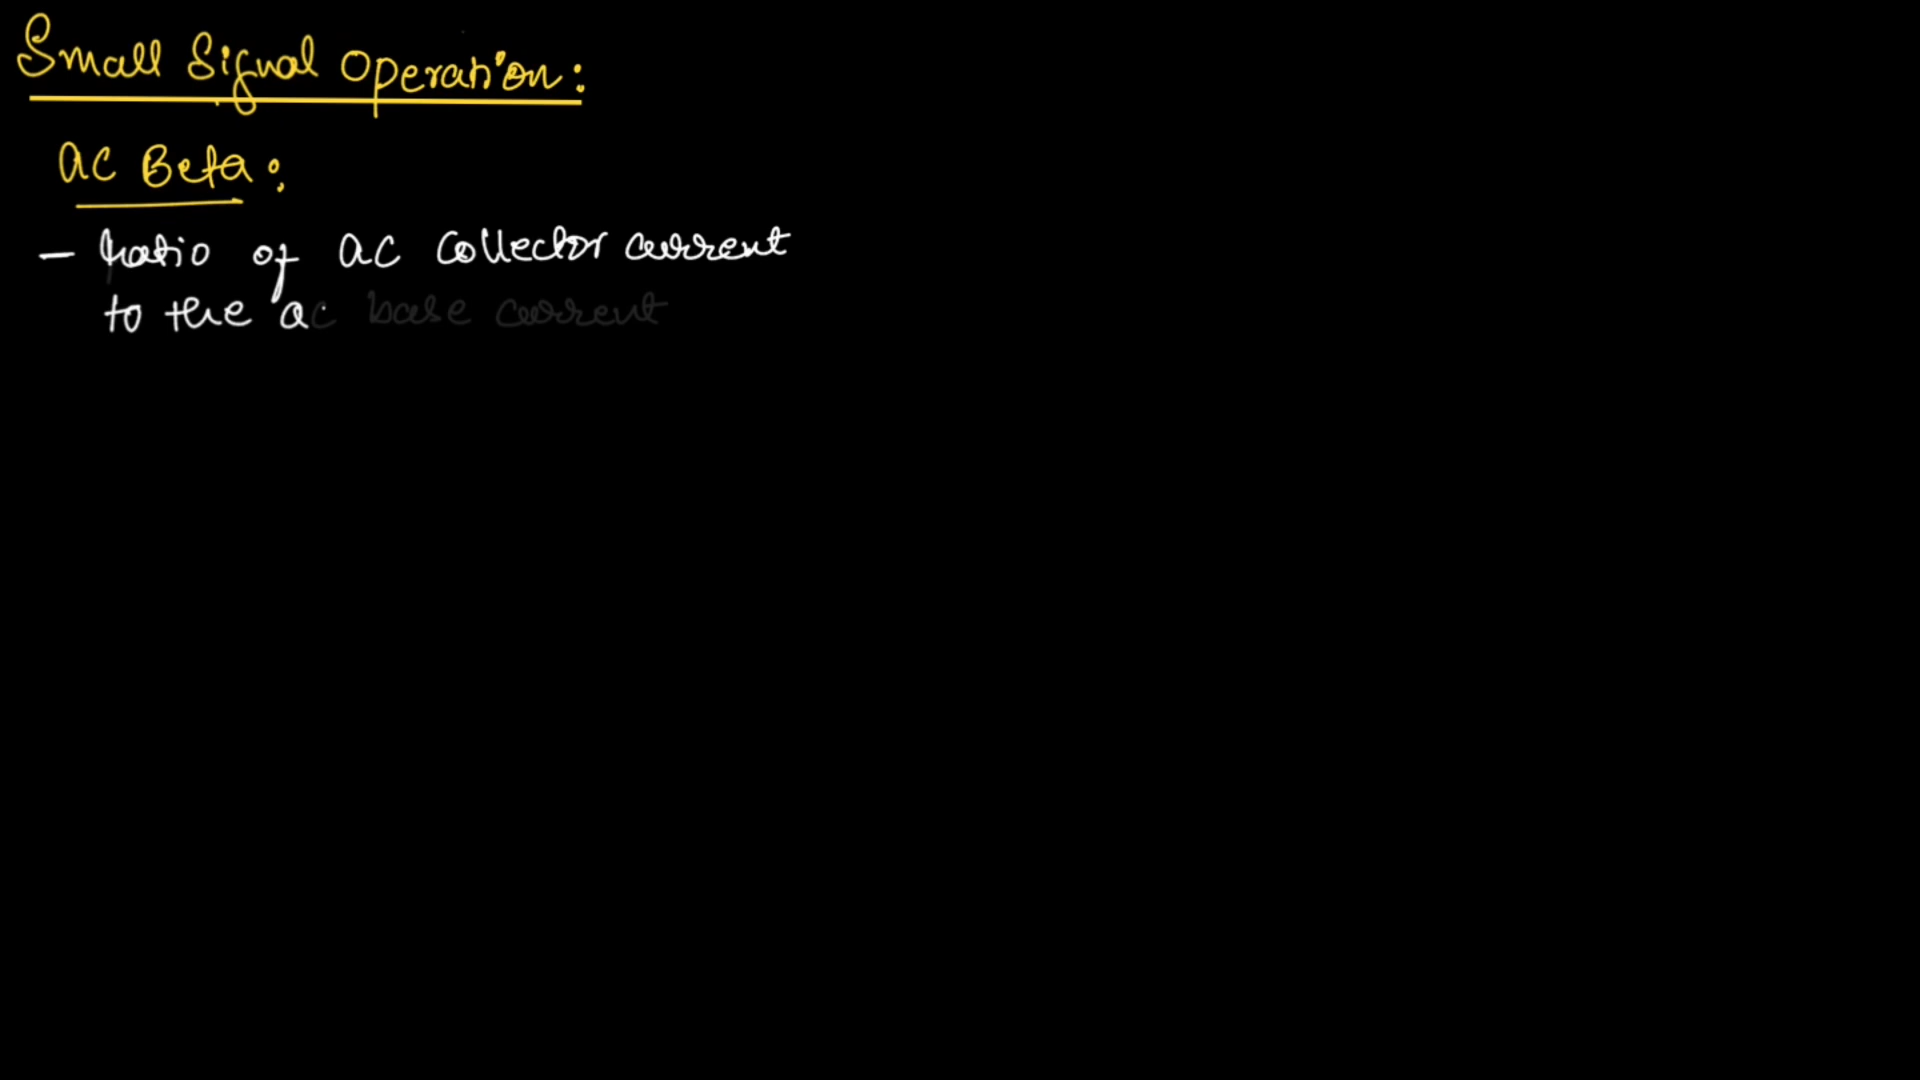 Small Signal Operation:
ac Beta:
- ratio of ac collector current
to the ac base current